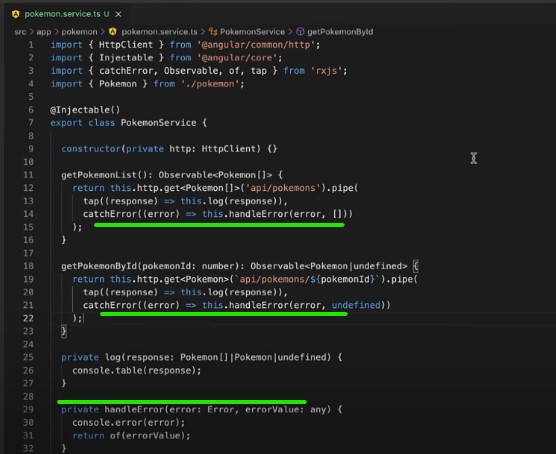 pokemon.service.ts U ×
src > app > pokemon > pokemon.service.ts > PokemonService > getPokemonById
1 import { HttpClient } from '@angular/common/http';
2 import { Injectable } from '@angular/core';
3 import { catchError, Observable, of, tap } from 'rxjs';
4 import { Pokemon } from './pokemon';
5
6 @Injectable()
7 export class PokemonService {
8
9 constructor(private http: HttpClient) {}
10
11 getPokemonList(): Observable<Pokemon[]> {
12 return this.http.get<Pokemon[]>('api/pokemons').pipe(
13 tap((response) => this.log(response)),
14 catchError((error) => this.handleError(error, []))
15 );
16 }
17
18 getPokemonById(pokemonId: number): Observable<Pokemon|undefined> {
19 return this.http.get<Pokemon>(`api/pokemons/${pokemonId}`).pipe(
20 tap((response) => this.log(response)),
21 catchError((error) => this.handleError(error, undefined))
22 );
23 }
24
25 private log(response: Pokemon[]|Pokemon|undefined) {
26 console.table(response);
27 }
28
29 private handleError(error: Error, errorValue: any) {
30 console.error(error);
31 return of(errorValue);
32 }